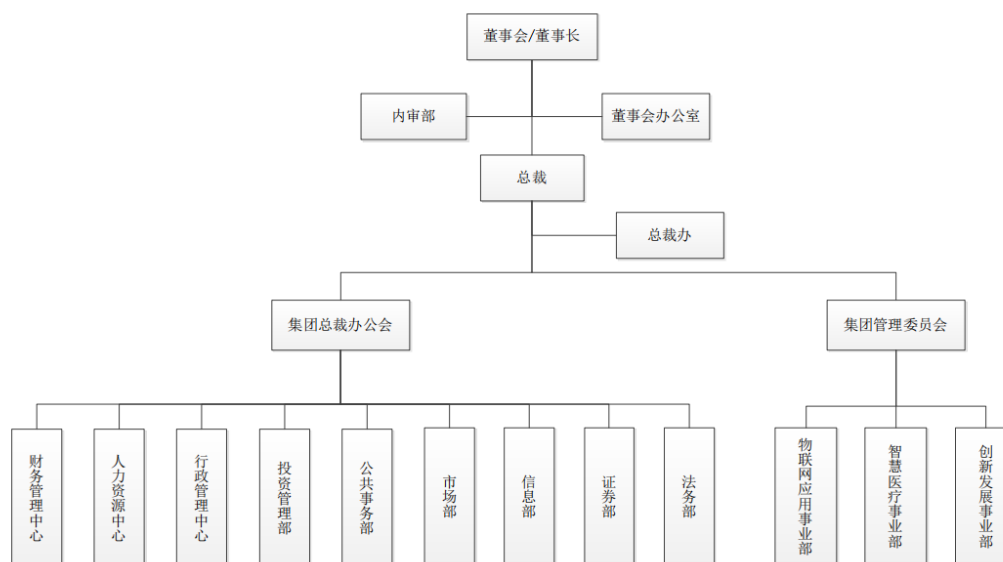 董事会/董事长
内审部
董事会办公室
总裁
总裁办
集团总裁办公会
集团管理委员会
财务管理中心
人力资源中心
行政管理中心
投资管理部
公共事务部
市场部
信息部
证券部
法务部
物联网应用事业部
智慧医疗事业部
创新发展事业部